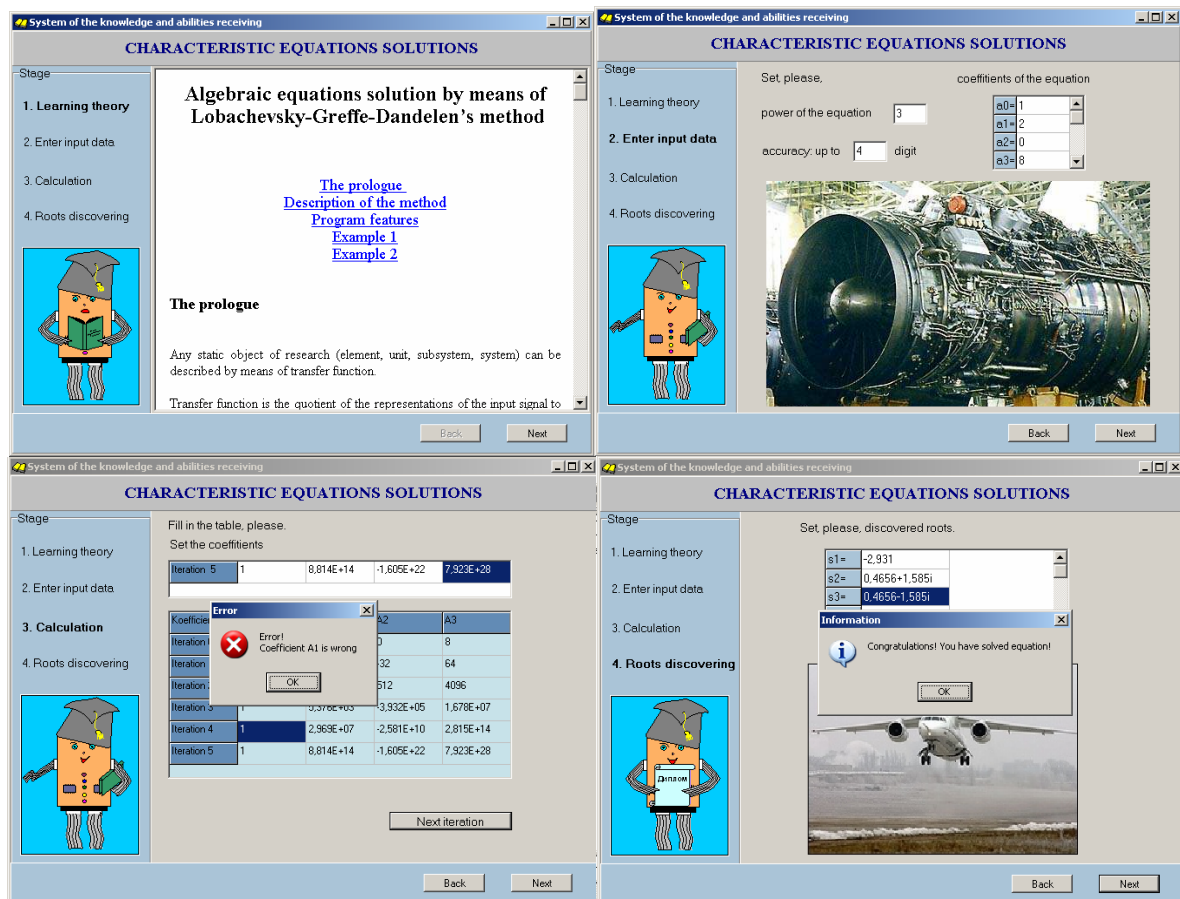 System of the knowledge and abilities receiving
CHARACTERISTIC EQUATIONS SOLUTIONS
Stage
1. Learning theory
2. Enter input data
3. Calculation
4. Roots discovering
Algebraic equations solution by means of
Lobachevsky-Greffe-Dandelen's method
The prologue
Description of the method
Program features
Example 1
Example 2
The prologue
Any static object of research (element, unit, subsystem, system) can be
described by means of transfer function.
Transfer function is the quotient of the representations of the input signal to
Back
Next
System of the knowledge and abilities receiving
CHARACTERISTIC EQUATIONS SOLUTIONS
Stage
1. Learning theory
2. Enter input data
3. Calculation
4. Roots discovering
Set, please,
coeffitients of the equation
power of the equation 3
accuracy: up to 4 digit
a0= 1
a1= 2
a2= 0
a3= 8
Back
Next
System of the knowledge and abilities receiving
CHARACTERISTIC EQUATIONS SOLUTIONS
Stage
1. Learning theory
2. Enter input data
3. Calculation
4. Roots discovering
Fill in the table, please.
Set the coeffitients
Iteration 5 1 8,814E+14 -1,605E+22 7,923E+28
Error
Error!
Coefficient A1 is wrong
OK
A2 A3
8
Iteration -32 64
Iteration 512 4096
Iteration 3 1 5,376E+03 -3,932E+05 1,678E+07
Iteration 4 1 2,969E+07 -2,581E+10 2,815E+14
Iteration 5 1 8,814E+14 -1,605E+22 7,923E+28
Next iteration
Back
Next
System of the knowledge and abilities receiving
CHARACTERISTIC EQUATIONS SOLUTIONS
Stage
1. Learning theory
2. Enter input data
3. Calculation
4. Roots discovering
Set, please, discovered roots.
s1= -2,931
s2= 0,4656+1,585i
s3= 0,4656-1,585i
Information
Congratulations! You have solved equation!
OK
Диплом
Back
Next